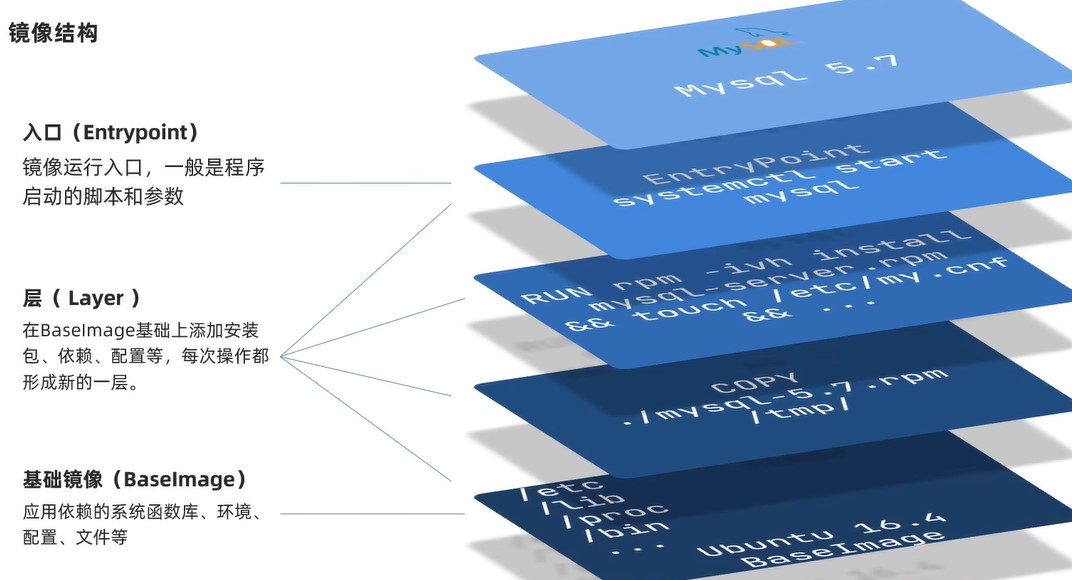 镜像结构
入口（Entrypoint）
镜像运行入口，一般是程序
启动的脚本和参数
层（ Layer ）
在BaseImage基础上添加安装
包、依赖、配置等，每次操作都
形成新的一层。
基础镜像（BaseImage）
应用依赖的系统函数库、环境、
配置、文件等
MySQL
Mysql 5.7
EntryPoint
systemctl start
mysql
RUN rpm -ivh install
mysql-server.rpm
&& touch /etc/my.cnf
&& ...
COPY
./mysql-5.7.rpm
/tmp/
/etc
/lib
/proc
/bin
...
Ubuntu 16.4
BaseImage